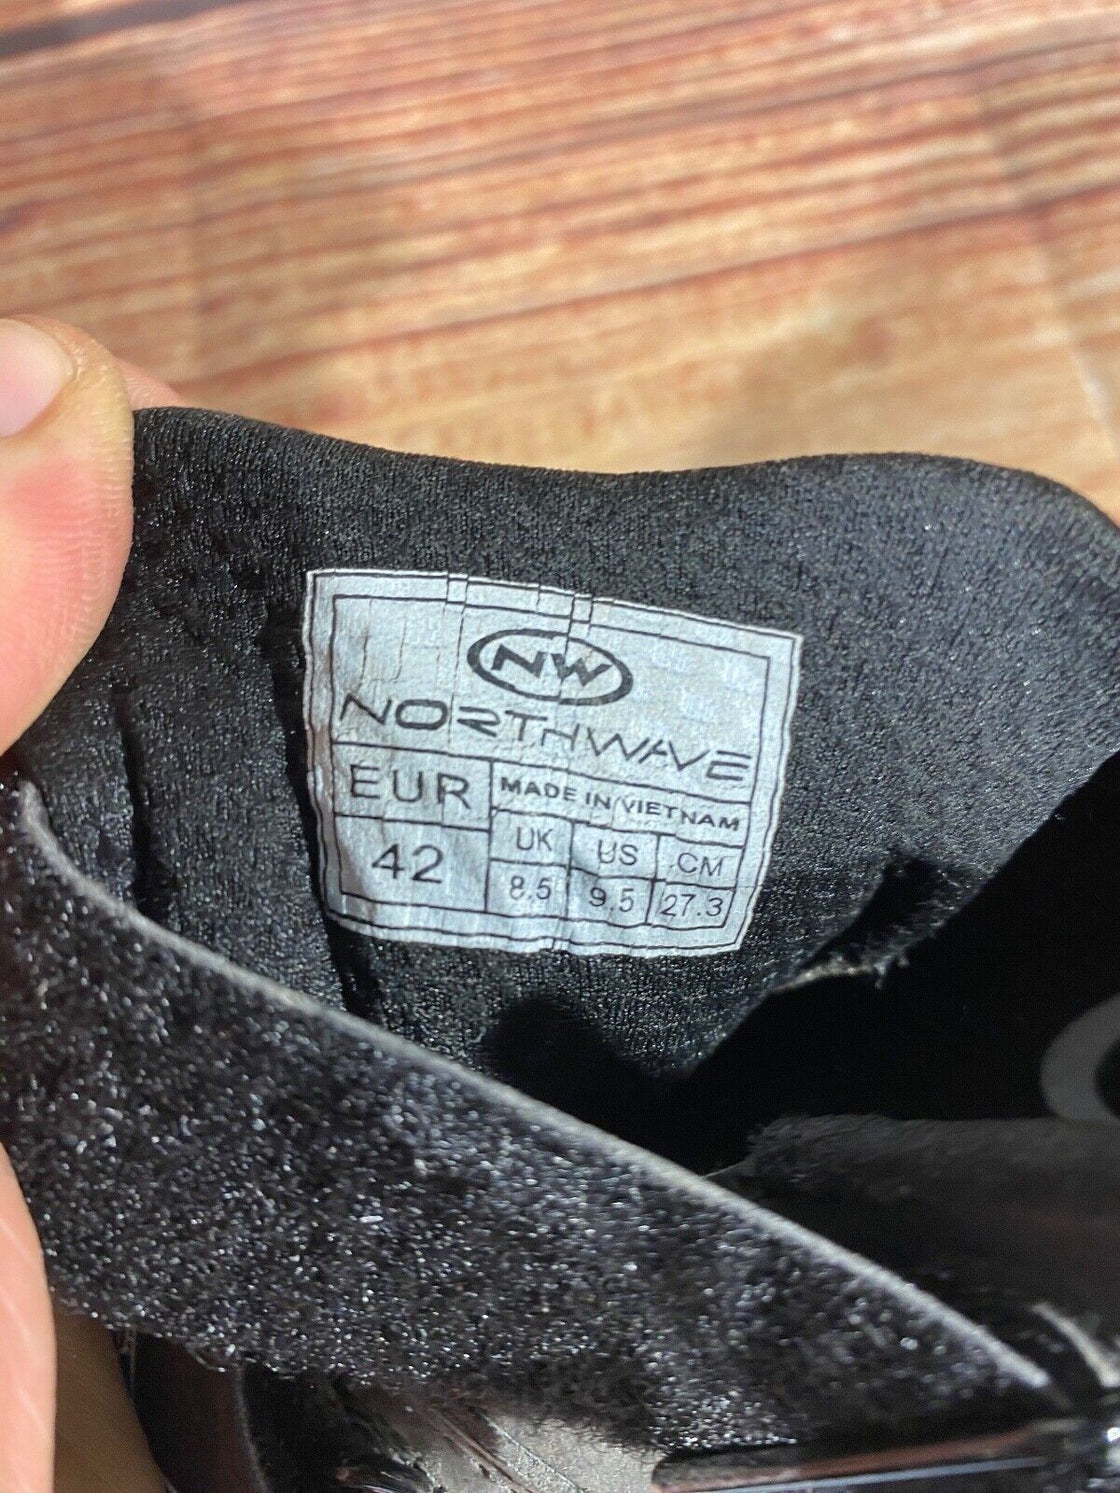 NW
NORTHWAVE
EUR
42
MADE IN VIETNAM
UK US CM
8.5 9.5 27.3